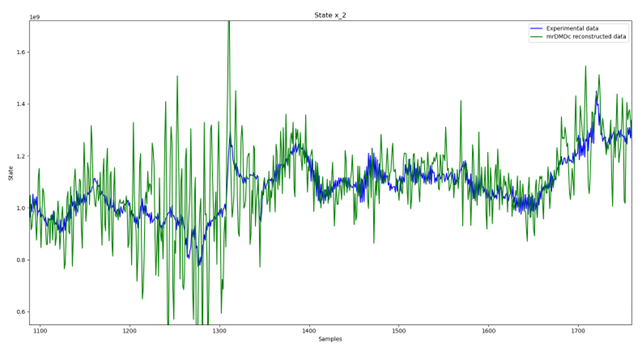 State x_2
1e9
Experimental data
mrDMDc reconstructed data
1.6
1.4
1.2
1.0
0.8
0.6
State
1100 1200 1300 1400 1500 1600 1700
Samples